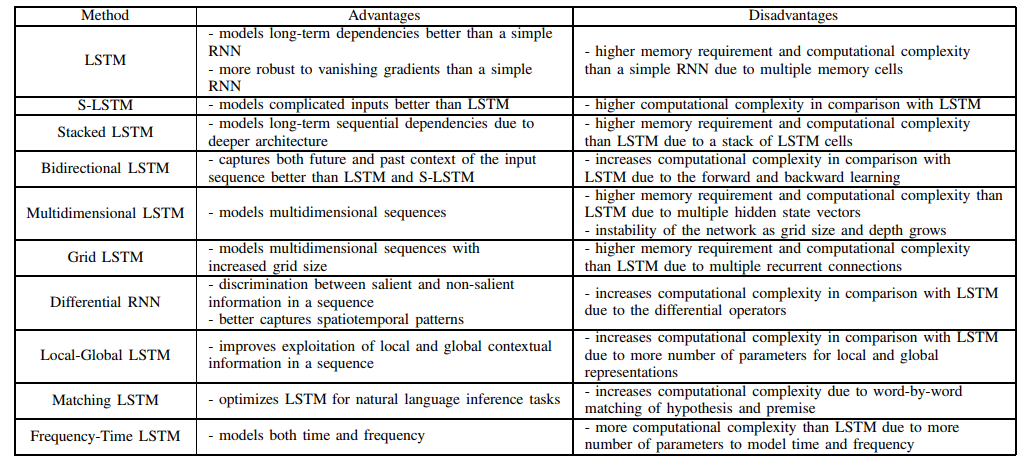 Method Advantages Disadvantages
LSTM
- models long-term dependencies better than a simple
RNN
- more robust to vanishing gradients than a simple
RNN
- higher memory requirement and computational complexity
than a simple RNN due to multiple memory cells
S-LSTM
- models complicated inputs better than LSTM
- higher computational complexity in comparison with LSTM
Stacked LSTM
- models long-term sequential dependencies due to
deeper architecture
- higher memory requirement and computational complexity
than LSTM due to a stack of LSTM cells
Bidirectional LSTM
- captures both future and past context of the input
sequence better than LSTM and S-LSTM
- increases computational complexity in comparison with
LSTM due to the forward and backward learning
Multidimensional LSTM
- models multidimensional sequences
- higher memory requirement and computational complexity than
LSTM due to multiple hidden state vectors
- instability of the network as grid size and depth grows
Grid LSTM
- models multidimensional sequences with
increased grid size
- higher memory requirement and computational complexity
than LSTM due to multiple recurrent connections
Differential RNN
- discrimination between salient and non-salient
information in a sequence
- better captures spatiotemporal patterns
- increases computational complexity in comparison with LSTM
due to the differential operators
Local-Global LSTM
- improves exploitation of local and global contextual
information in a sequence
- increases computational complexity in comparison with LSTM
due to more number of parameters for local and global
representations
Matching LSTM
- optimizes LSTM for natural language inference tasks
- increases computational complexity due to word-by-word
matching of hypothesis and premise
Frequency-Time LSTM
- models both time and frequency
- more computational complexity than LSTM due to more
number of parameters to model time and frequency